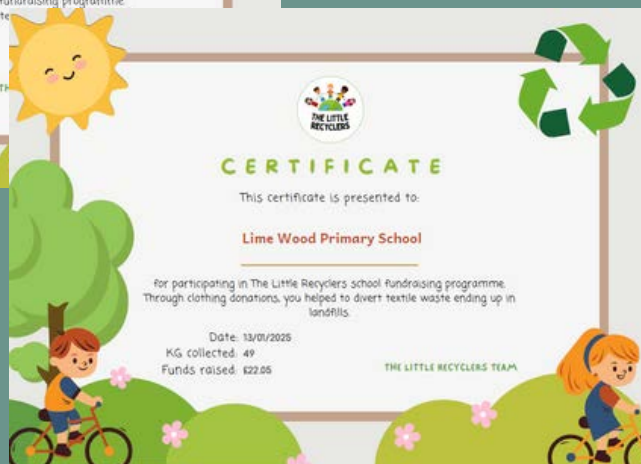 fundraising programme.
THE LITTLE
RECYCLERS
CERTIFICATE
This certificate is presented to:
Lime Wood Primary School
for participating in The Little Recyclers school fundraising programme.
Through clothing donations, you helped to divert textile waste ending up in
landfills.
Date: 13/01/2025
KG collected: 49
Funds raised: £22.05
THE LITTLE RECYCLERS TEAM